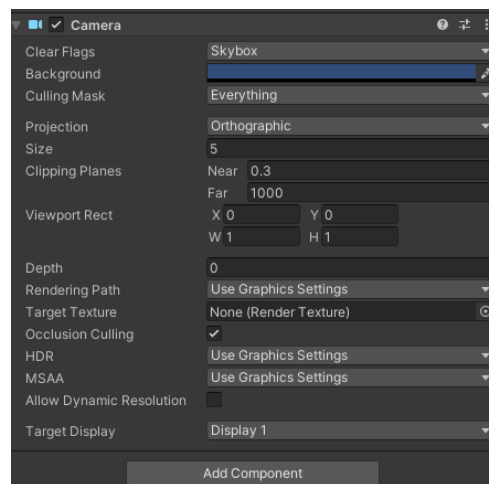 Camera
Clear Flags Skybox
Background
Culling Mask Everything
Projection Orthographic
Size 5
Clipping Planes Near 0.3
Far 1000
Viewport Rect X 0 Y 0
W 1 H 1
Depth 0
Rendering Path Use Graphics Settings
Target Texture None (Render Texture)
Occlusion Culling
HDR Use Graphics Settings
MSAA Use Graphics Settings
Allow Dynamic Resolution
Target Display Display 1
Add Component